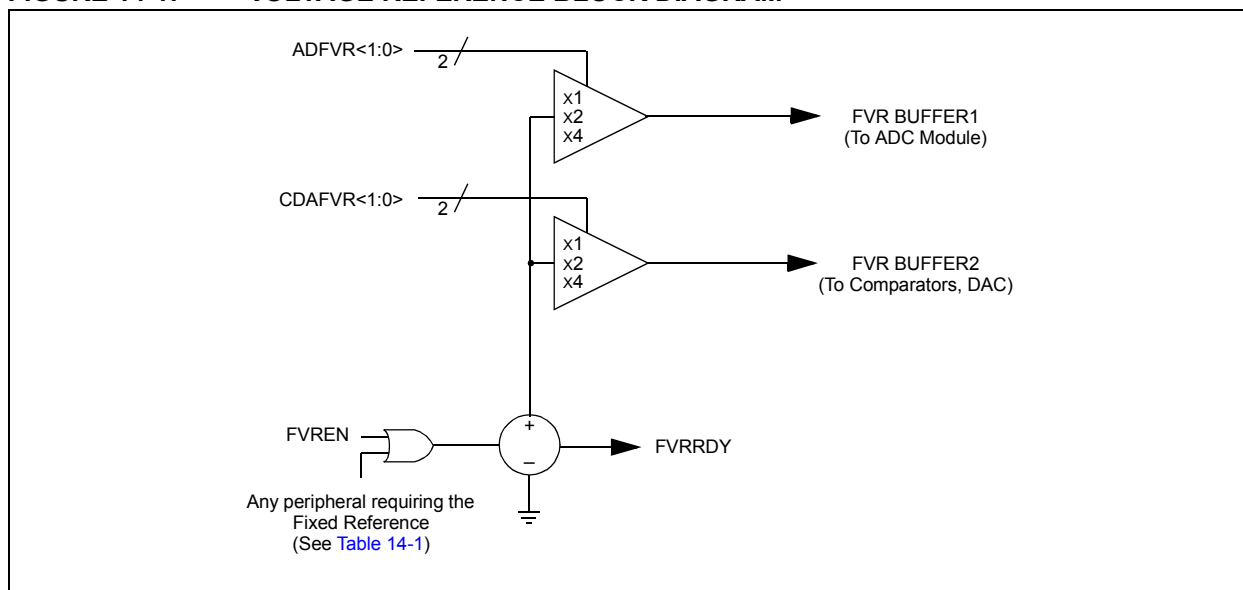 ADFVR<1:0>
2
x1
x2
x4
FVR BUFFER1
(To ADC Module)
CDAFVR<1:0>
2
x1
x2
x4
FVR BUFFER2
(To Comparators, DAC)
+
FVREN
FVRRDY
–
Any peripheral requiring the
Fixed Reference
(See Table 14-1)